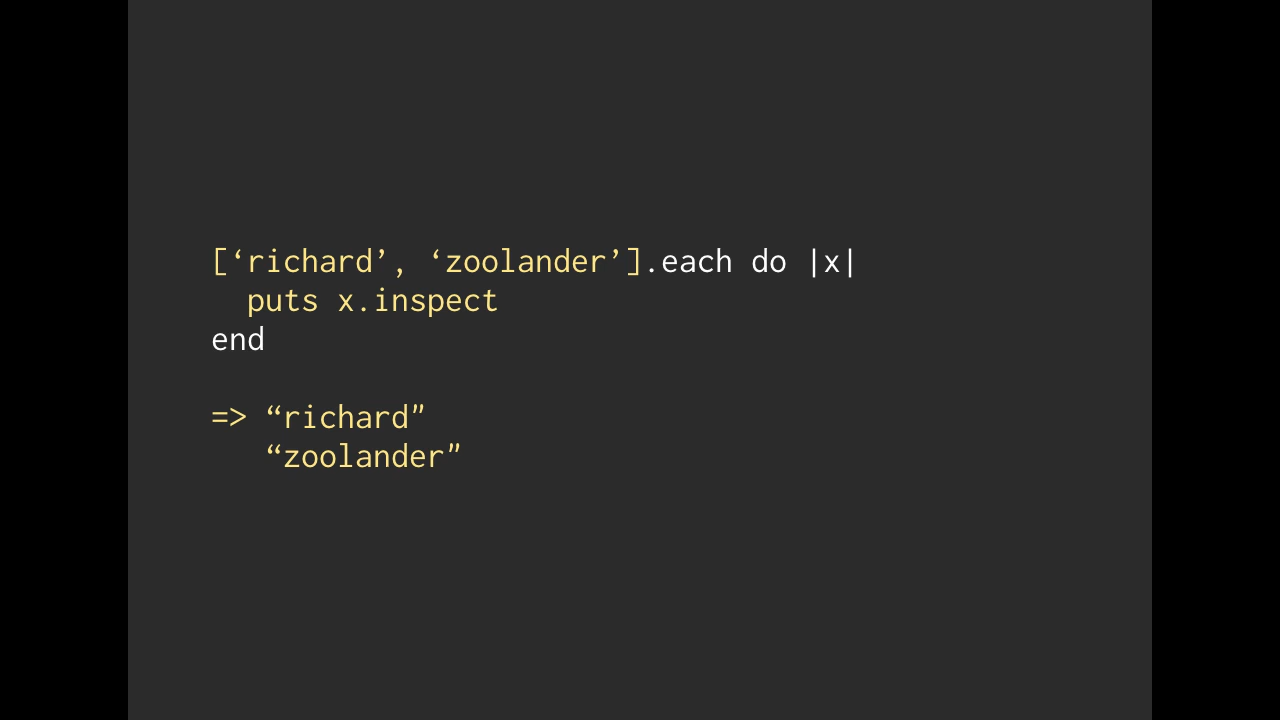 [‘richard’, ‘zoolander’].each do |x|
  puts x.inspect
end

=> “richard"
   “zoolander"